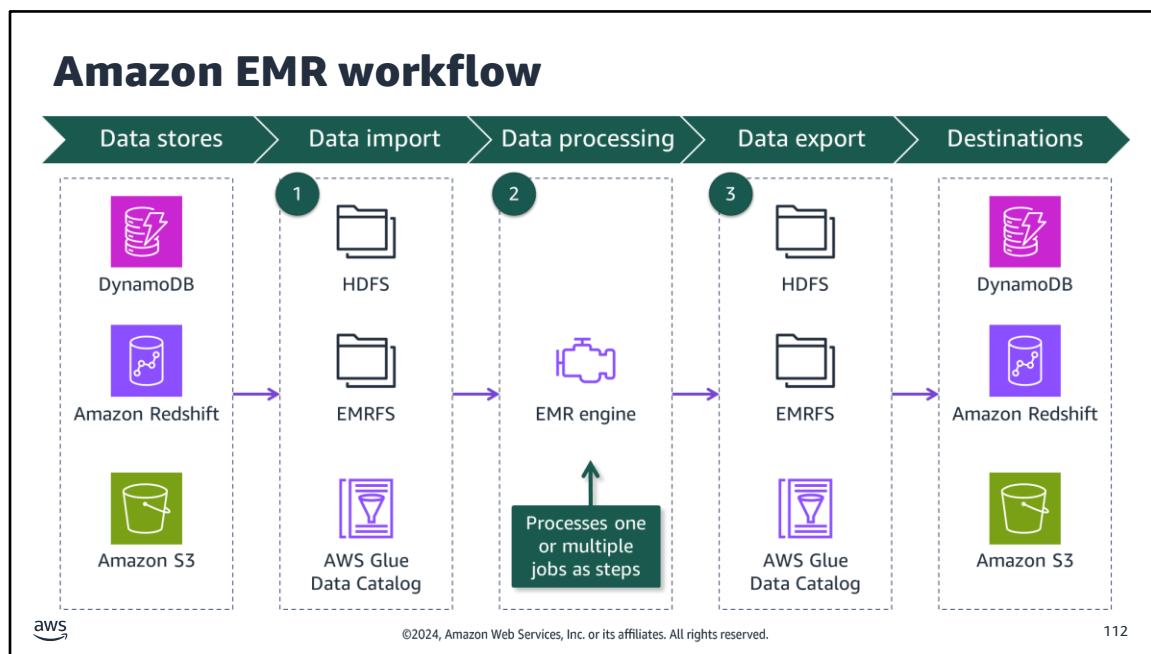 Amazon EMR workflow
Data stores
Data import
Data processing
Data export
Destinations
DynamoDB
Amazon Redshift
Amazon S3
1
HDFS
EMRFS
AWS Glue
Data Catalog
2
EMR engine
Processes one
or multiple
jobs as steps
3
HDFS
EMRFS
AWS Glue
Data Catalog
DynamoDB
Amazon Redshift
Amazon S3
aws
©2024, Amazon Web Services, Inc. or its affiliates. All rights reserved.
112